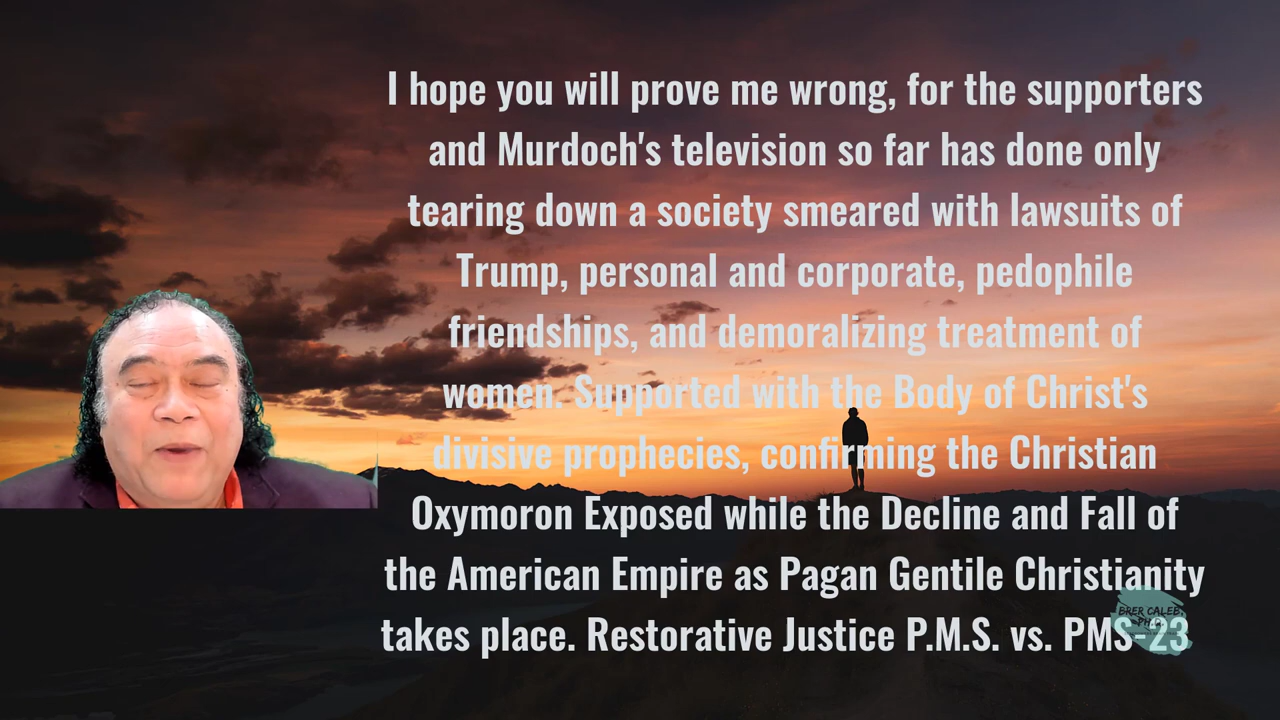 I hope you will prove me wrong, for the supporters
and Murdoch's television so far has done only
tearing down a society smeared with lawsuits of
Trump, personal and corporate, pedophile
friendships, and demoralizing treatment of
women. Supported with the Body of Christ's
divisive prophecies, confirming the Christian
Oxymoron Exposed while the Decline and Fall of
the American Empire as Pagan Gentile Christianity
takes place. Restorative Justice P.M.S. vs. PMS-23
BRER CALEB,
PH.D.